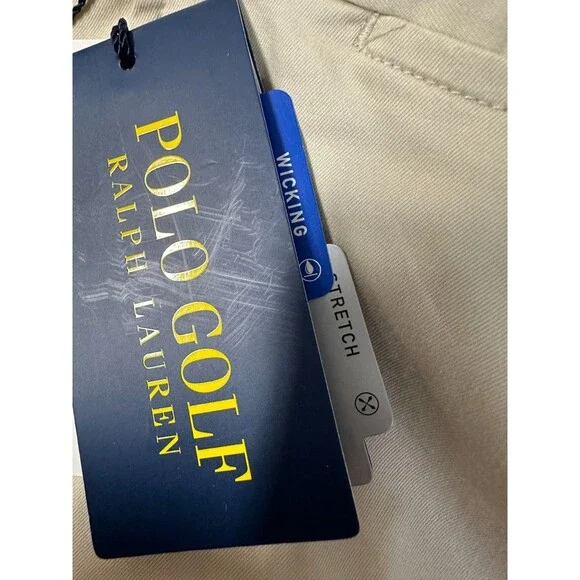 POLO GOLF
RALPH LAUREN
WICKING
STRETCH